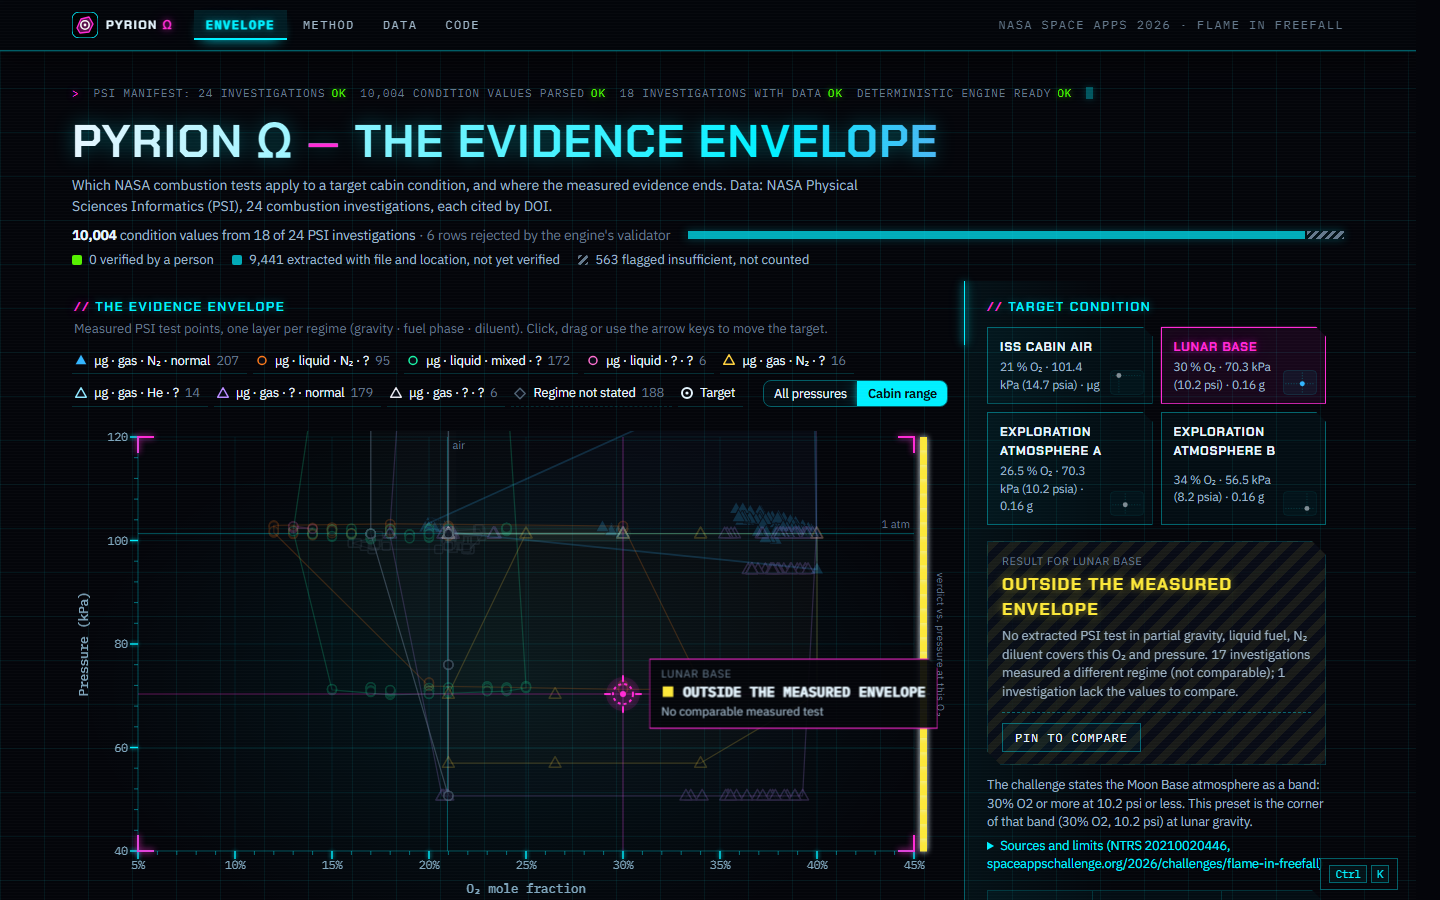 PYRION Ω
ENVELOPE
METHOD
DATA
CODE
NASA SPACE APPS 2026 · FLAME IN FREEFALL
> PSI MANIFEST: 24 INVESTIGATIONS OK 10,004 CONDITION VALUES PARSED OK 18 INVESTIGATIONS WITH DATA OK DETERMINISTIC ENGINE READY OK
PYRION Ω — THE EVIDENCE ENVELOPE
Which NASA combustion tests apply to a target cabin condition, and where the measured evidence ends. Data: NASA Physical
Sciences Informatics (PSI), 24 combustion investigations, each cited by DOI.
10,004 condition values from 18 of 24 PSI investigations · 6 rows rejected by the engine's validator
0 verified by a person
9,441 extracted with file and location, not yet verified
563 flagged insufficient, not counted
// THE EVIDENCE ENVELOPE
Measured PSI test points, one layer per regime (gravity · fuel phase · diluent). Click, drag or use the arrow keys to move the target.
µg · gas · N₂ · normal 207
µg · liquid · N₂ · ? 95
µg · liquid · mixed · ? 172
µg · liquid · ? · ? 6
µg · gas · N₂ · ? 16
µg · gas · He · ? 14
µg · gas · ? · normal 179
µg · gas · ? · ? 6
Regime not stated 188
Target
All pressures
Cabin range
120
100
80
60
40
Pressure (kPa)
air
1 atm
verdict vs. pressure at this O₂
LUNAR BASE
OUTSIDE THE MEASURED ENVELOPE
No comparable measured test
5%
10%
15%
20%
25%
30%
35%
40%
45%
O₂ mole fraction
// TARGET CONDITION
ISS CABIN AIR
21 % O₂ · 101.4
kPa (14.7 psia) · µg
LUNAR BASE
30 % O₂ · 70.3 kPa
(10.2 psi) · 0.16 g
EXPLORATION
ATMOSPHERE A
26.5 % O₂ · 70.3
kPa (10.2 psia) ·
0.16 g
EXPLORATION
ATMOSPHERE B
34 % O₂ · 56.5 kPa
(8.2 psia) · 0.16 g
RESULT FOR LUNAR BASE
OUTSIDE THE MEASURED
ENVELOPE
No extracted PSI test in partial gravity, liquid fuel, N₂
diluent covers this O₂ and pressure. 17 investigations
measured a different regime (not comparable); 1
investigation lack the values to compare.
PIN TO COMPARE
The challenge states the Moon Base atmosphere as a band:
30% O2 or more at 10.2 psi or less. This preset is the corner
of that band (30% O2, 10.2 psi) at lunar gravity.
Sources and limits (NTRS 20210020446,
spaceappschallenge.org/2026/challenges/flame-in-freefall
Ctrl K